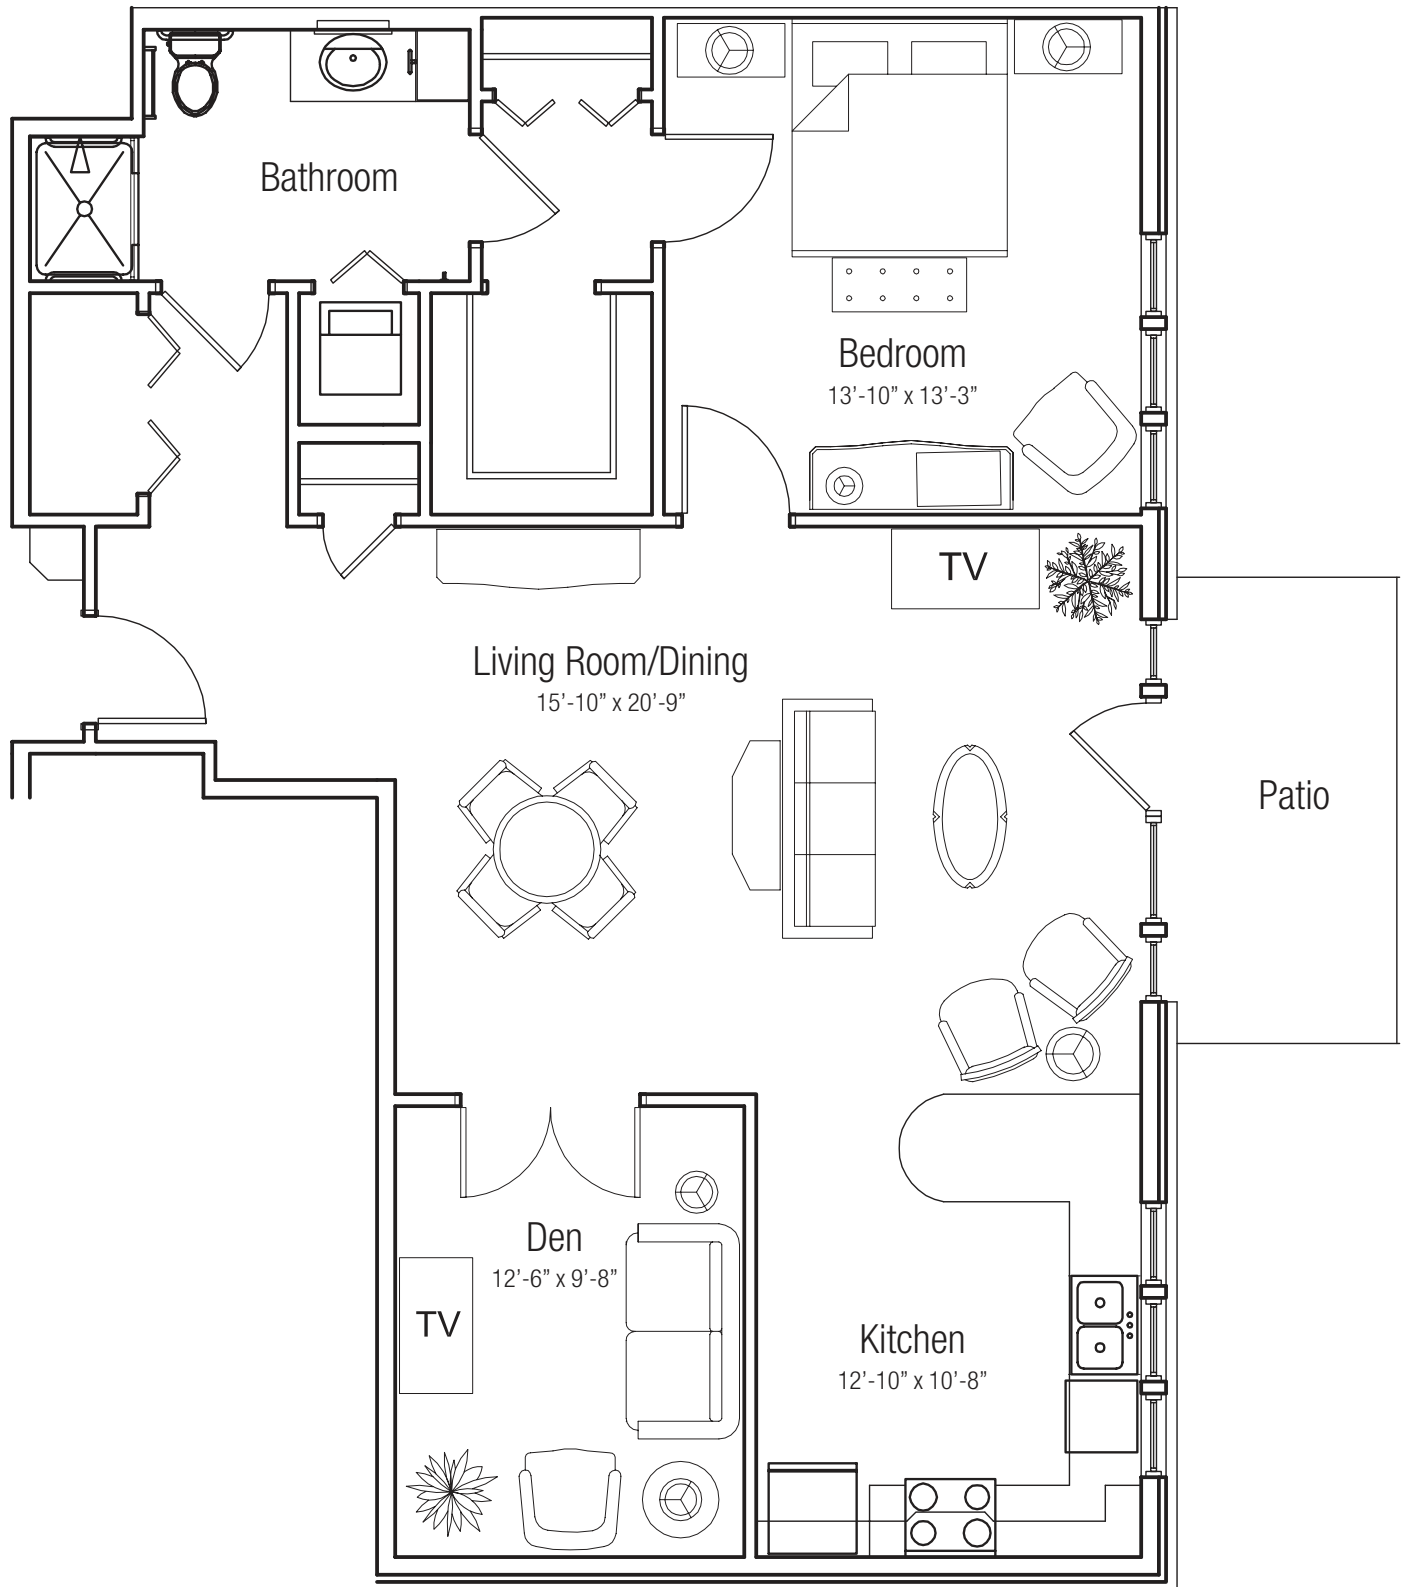 Bathroom
Bedroom
13’-10” x 13’-3”
TV
Living Room/Dining
15’-10” x 20’-9”
Patio
Den
12’-6” x 9’-8”
TV
Kitchen
12’-10” x 10’-8”